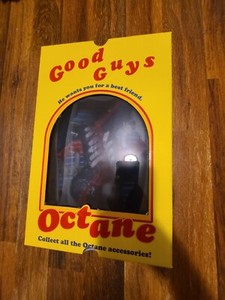 Good
Guys
He wants you for a best friend.
Octane
Collect all the Octane accessories!